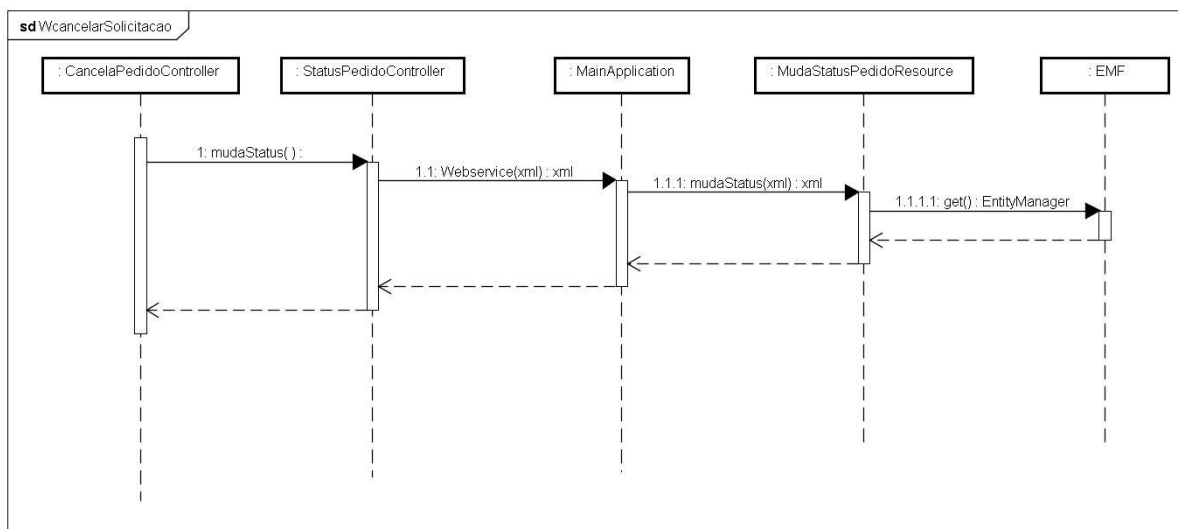 sd WcancelarSolicitacao
: CancelaPedidoController
: StatusPedidoController
: MainApplication
: MudaStatusPedidoResource
: EMF
1: mudaStatus( ) :
1.1: Webservice(xml) : xml
1.1.1: mudaStatus(xml) : xml
1.1.1.1: get() : EntityManager